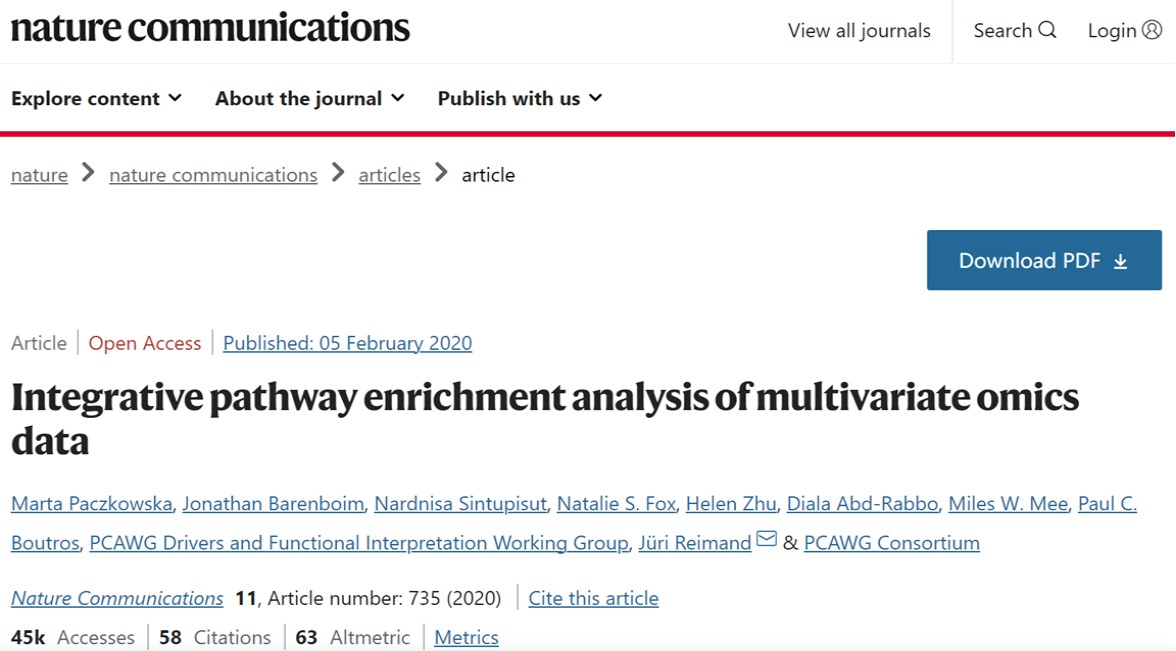 nature communications
View all journals
Search
Login
Explore content
About the journal
Publish with us
nature > nature communications > articles > article
Download PDF
Article | Open Access | Published: 05 February 2020
Integrative pathway enrichment analysis of multivariate omics
data
Marta Paczkowska, Jonathan Barenboim, Nardnisa Sintupisut, Natalie S. Fox, Helen Zhu, Diala Abd-Rabbo, Miles W. Mee, Paul C.
Boutros, PCAWG Drivers and Functional Interpretation Working Group, Jüri Reimand & PCAWG Consortium
Nature Communications 11, Article number: 735 (2020) | Cite this article
45k Accesses | 58 Citations | 63 Altmetric | Metrics